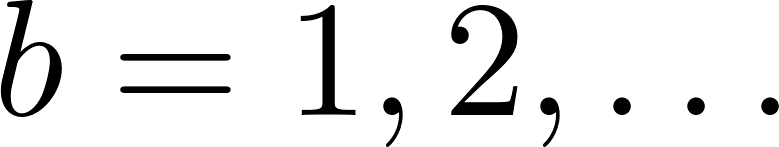 b = 1, 2, . . .